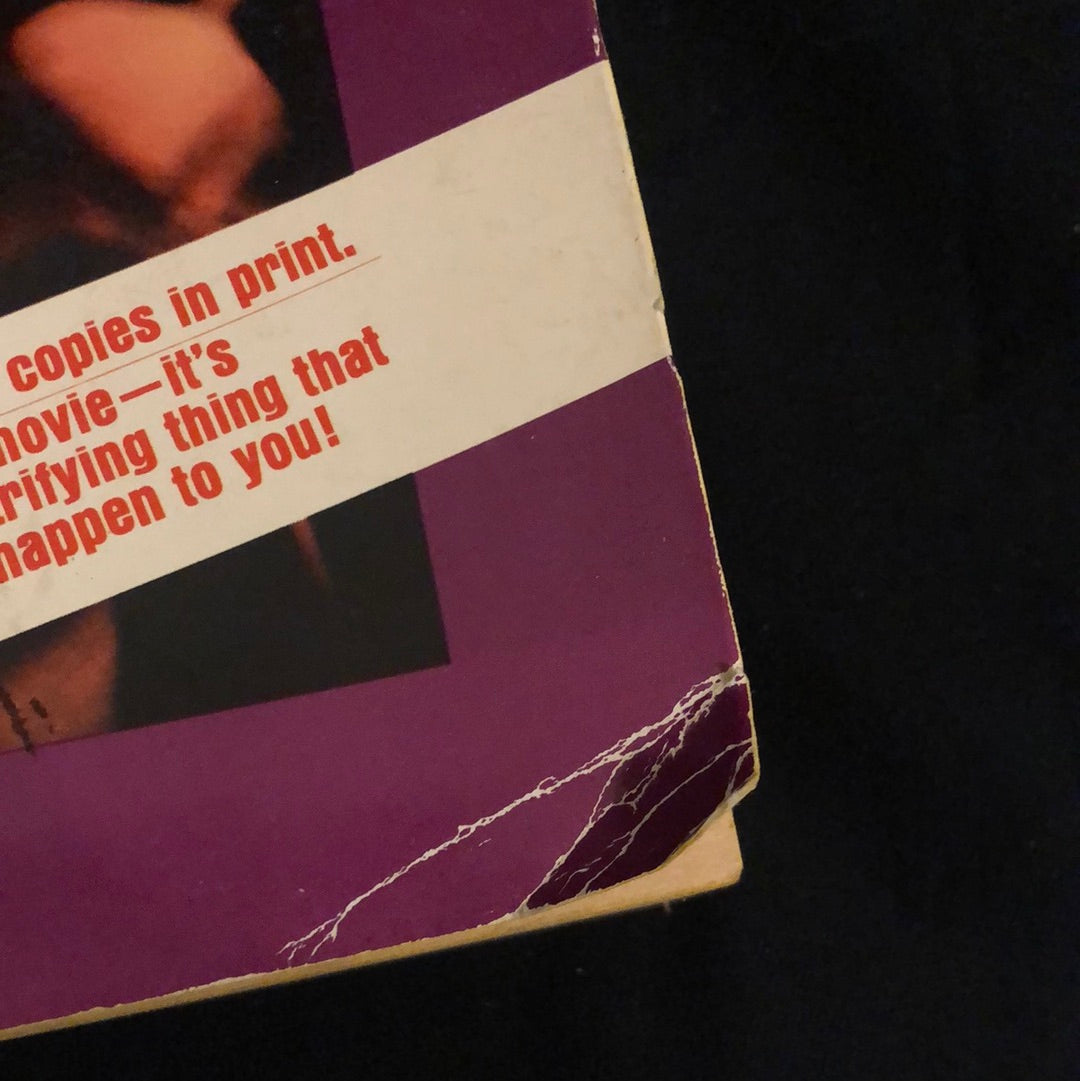 copies in print.
movie—it's
rifying thing that
happen to you!